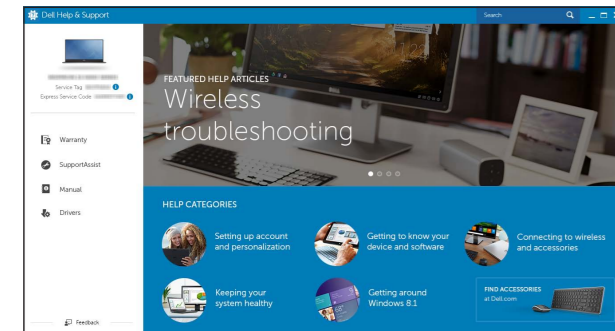 Dell Help & Support
Search
Service Tag
Express Service Code
Warranty
SupportAssist
Manual
Drivers
Feedback
FEATURED HELP ARTICLES
Wireless
troubleshooting
HELP CATEGORIES
Setting up account
and personalization
Getting to know your
device and software
Connecting to wireless
and accessories
Keeping your
system healthy
Getting around
Windows 8.1
FIND ACCESSORIES
at Dell.com